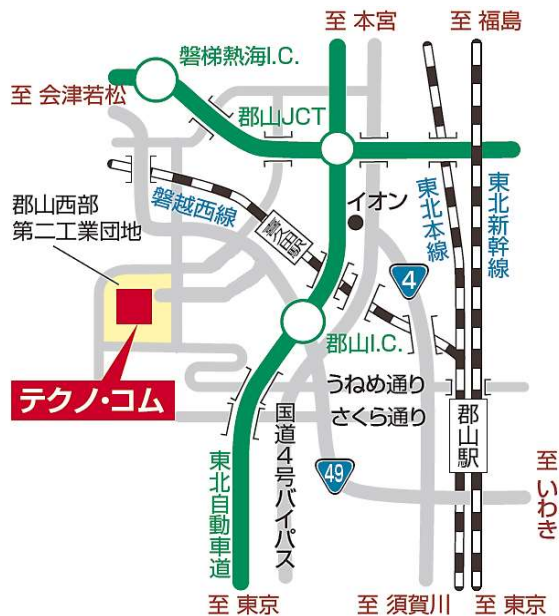 至 本宮
至 福島
磐梯熱海I.C.
至 会津若松
郡山JCT
郡山西部
第二工業団地
磐越西線
喜久田駅
イオン
東北本線
東北新幹線
4
郡山I.C.
テクノ・コム
うねめ通り
さくら通り
郡山駅
東北自動車道
国道4号バイパス
49
至 いわき
至 東京
至 須賀川
至 東京